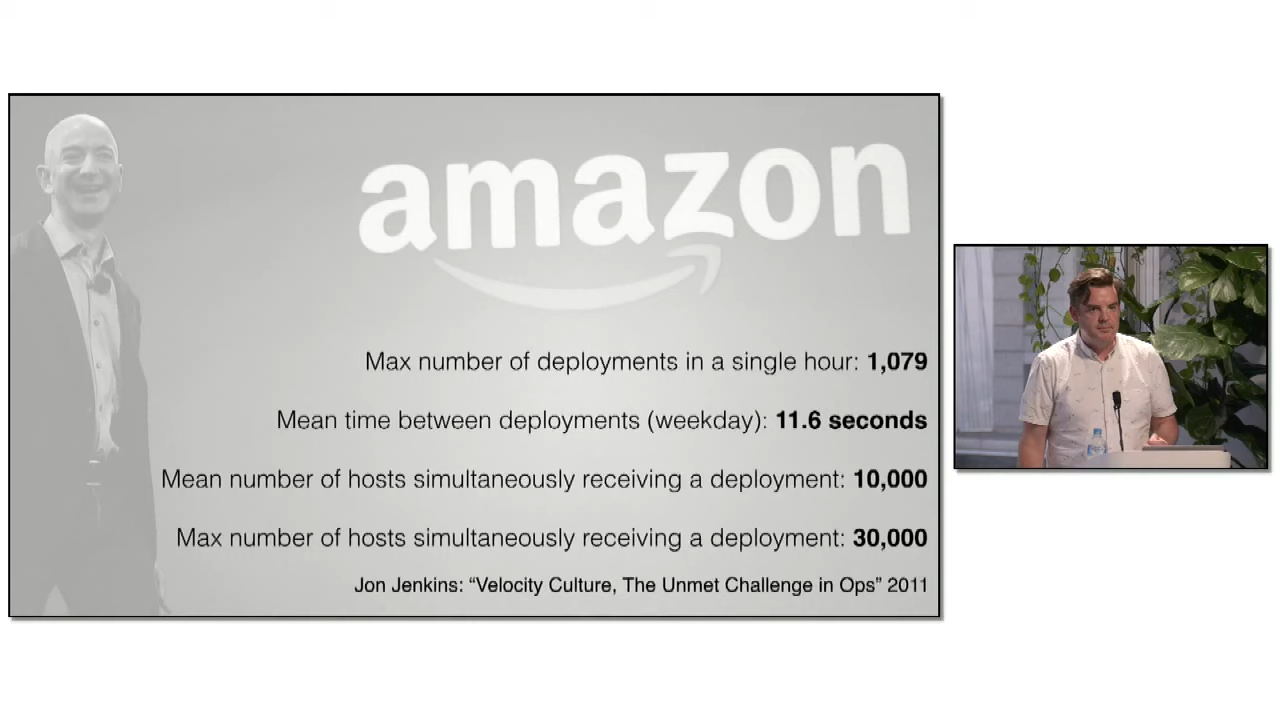 amazon
Max number of deployments in a single hour: 1,079
Mean time between deployments (weekday): 11.6 seconds
Mean number of hosts simultaneously receiving a deployment: 10,000
Max number of hosts simultaneously receiving a deployment: 30,000
Jon Jenkins: “Velocity Culture, The Unmet Challenge in Ops” 2011